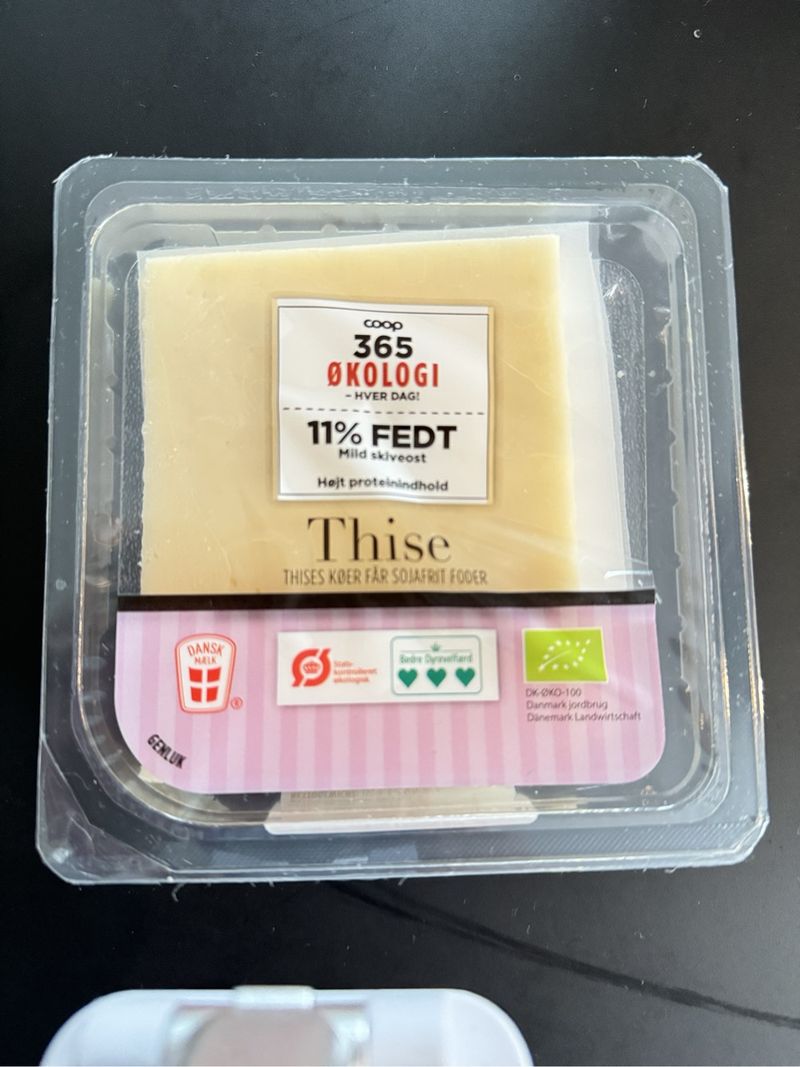 coop
365
ØKOLOGI
– HVER DAG!
11% FEDT
Mild skiveost
Højt proteinindhold
Thise
THISES KØER FÅR SOJAFRIT FODER
DANSK
MÆLK
®
Ø
Stats-
kontrolleret
økologisk
Bedre Dyrevelfærd
DK-ØKO-100
Danmark jordbrug
Dänemark Landwirtschaft
GENLUK